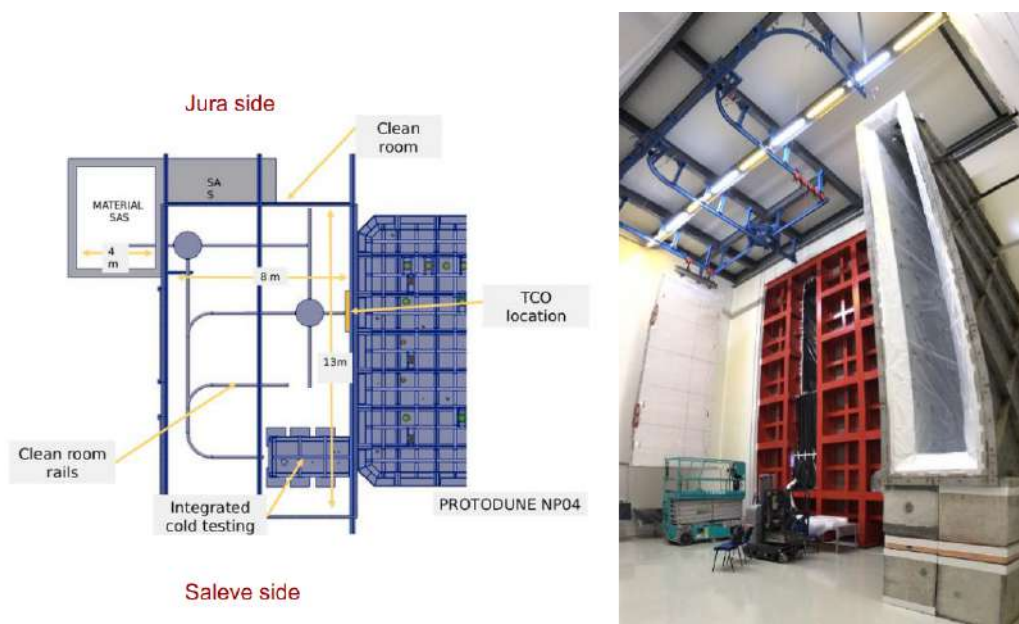 Jura side
Clean
room
SA
S
MATERIAL
SAS
4
m
8 m
TCO
location
13m
Clean room
rails
Integrated
cold testing
PROTODUNE NP04
Saleve side